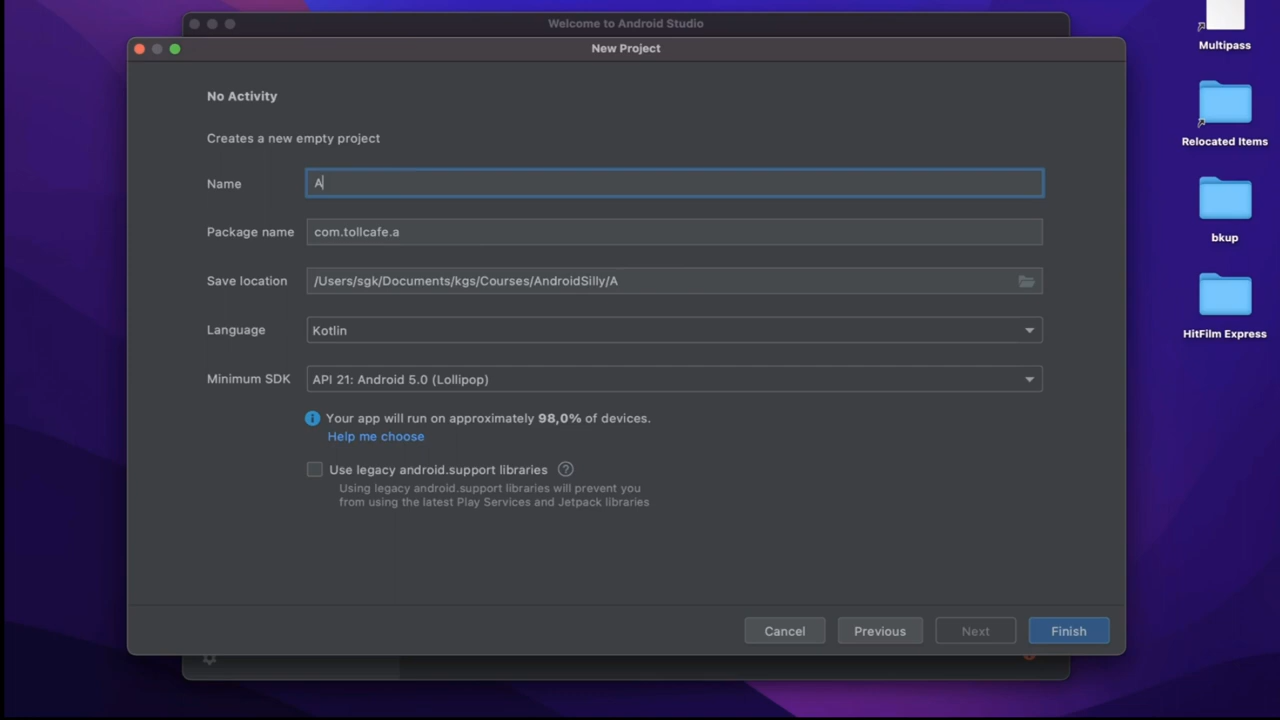 Welcome to Android Studio
New Project
No Activity
Creates a new empty project
Name
A
Package name
com.tollcafe.a
Save location
/Users/sgk/Documents/kgs/Courses/AndroidSilly/A
Language
Kotlin
Minimum SDK
API 21: Android 5.0 (Lollipop)
Your app will run on approximately 98,0% of devices.
Help me choose
Use legacy android.support libraries ?
Using legacy android.support libraries will prevent you
from using the latest Play Services and Jetpack libraries
Cancel
Previous
Next
Finish
Multipass
Relocated Items
bkup
HitFilm Express